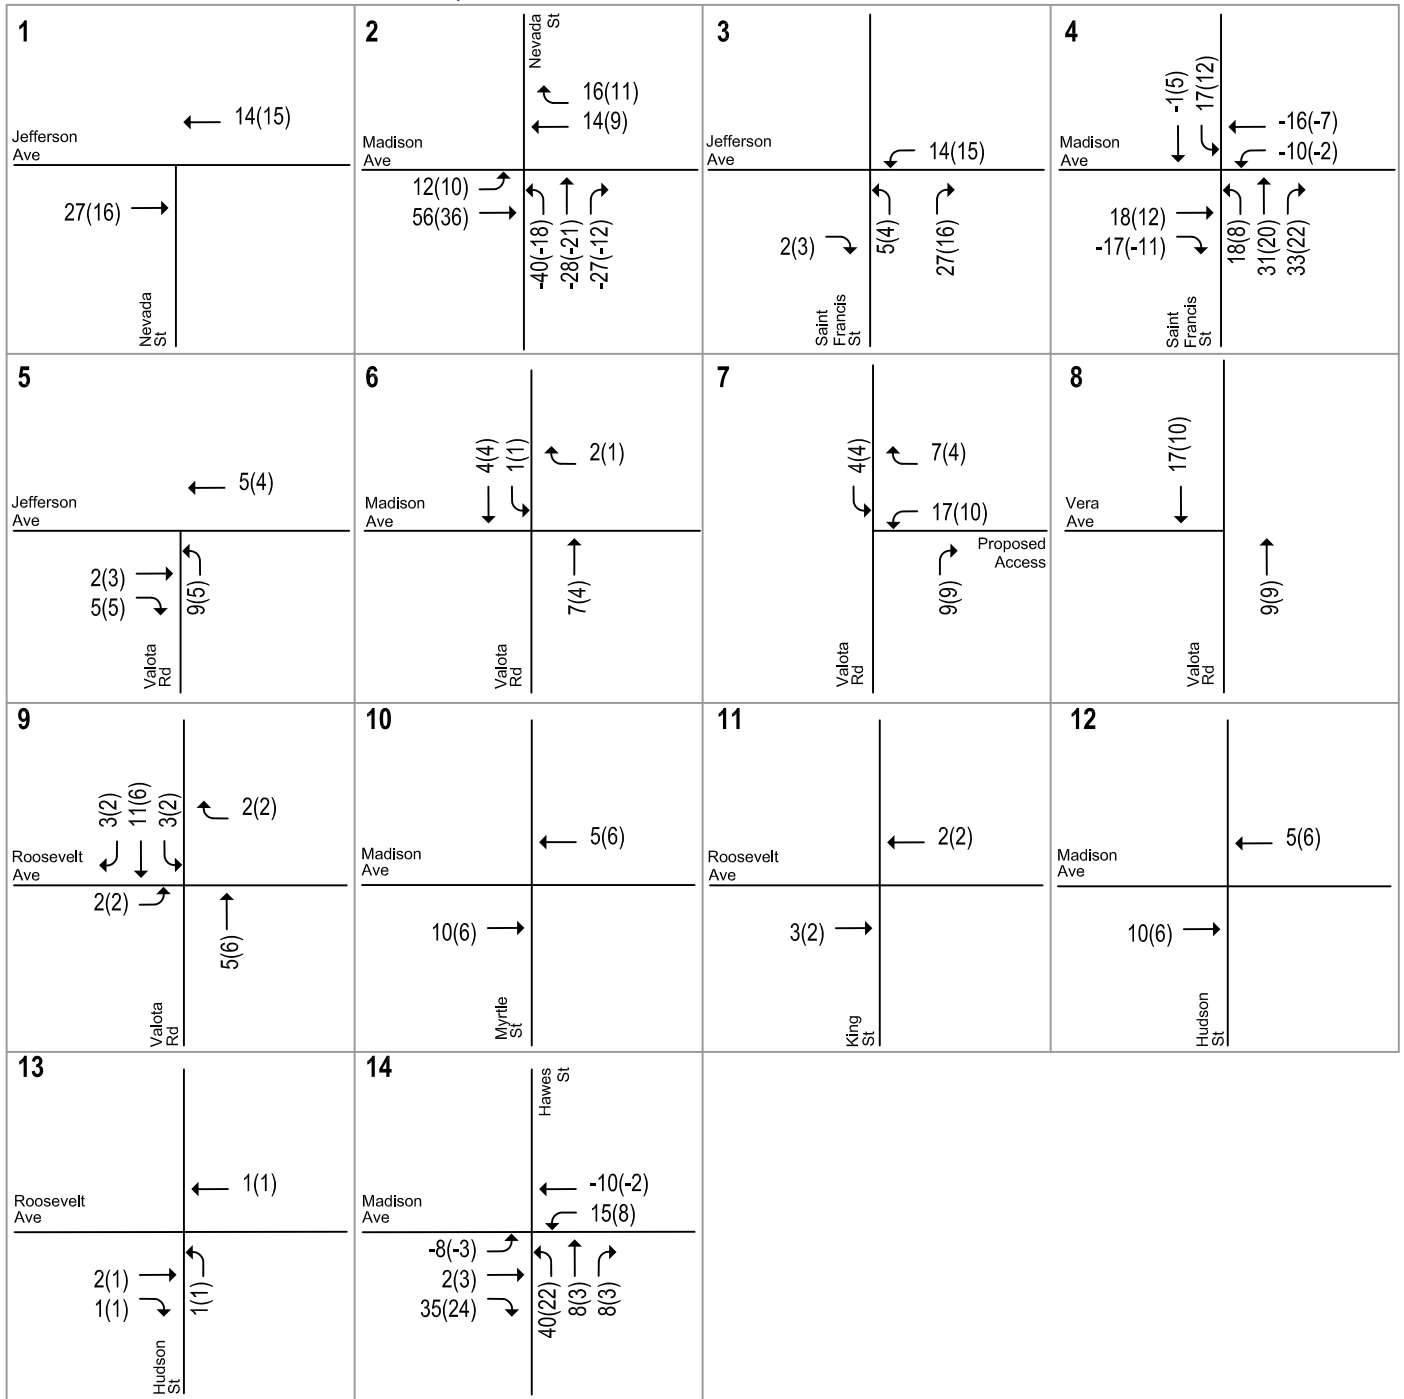 1
14(15)
Jefferson
Ave
27(16)
Nevada
St
2
Nevada
St
16(11)
14(9)
Madison
Ave
12(10)
56(36)
-40(-18)
-28(-21)
-27(-12)
3
Jefferson
Ave
14(15)
2(3)
5(4)
27(16)
Saint
Francis
St
4
-1(5)
17(12)
-16(-7)
-10(-2)
Madison
Ave
18(12)
-17(-11)
18(8)
31(20)
33(22)
Saint
Francis
St
5
5(4)
Jefferson
Ave
2(3)
5(5)
9(5)
Valota
Rd
6
4(4)
1(1)
2(1)
Madison
Ave
7(4)
Valota
Rd
7
4(4)
7(4)
17(10)
Proposed
Access
9(9)
Valota
Rd
8
17(10)
Vera
Ave
9(9)
Valota
Rd
9
3(2)
11(6)
3(2)
2(2)
Roosevelt
Ave
2(2)
5(6)
Valota
Rd
10
5(6)
Madison
Ave
10(6)
Myrtle
St
11
2(2)
Roosevelt
Ave
3(2)
King
St
12
5(6)
Madison
Ave
10(6)
Hudson
St
13
1(1)
Roosevelt
Ave
2(1)
1(1)
1(1)
Hudson
St
14
Hawes
St
-10(-2)
15(8)
Madison
Ave
-8(-3)
2(3)
35(24)
40(22)
8(3)
8(3)